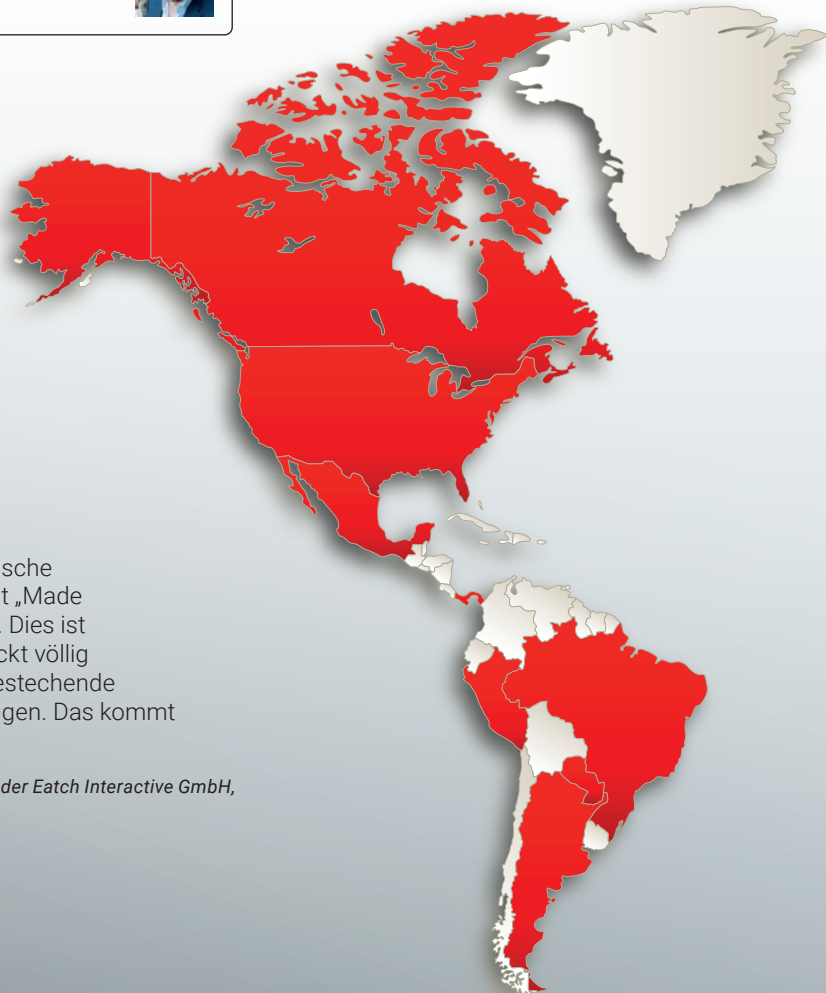 sche
t „Made
. Dies ist
ckt völlig
estechende
gen. Das kommt
der Eatch Interactive GmbH,